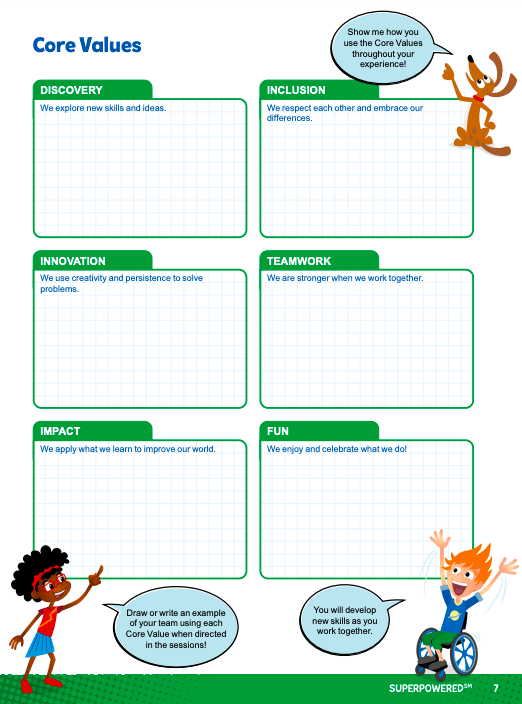 Core Values
Show me how you
use the Core Values
throughout your
experience!
DISCOVERY
We explore new skills and ideas.
INCLUSION
We respect each other and embrace our
differences.
INNOVATION
We use creativity and persistence to solve
problems.
TEAMWORK
We are stronger when we work together.
IMPACT
We apply what we learn to improve our world.
FUN
We enjoy and celebrate what we do!
Draw or write an example
of your team using each
Core Value when directed
in the sessions!
You will develop
new skills as you
work together.
SUPERPOWERED℠ 7